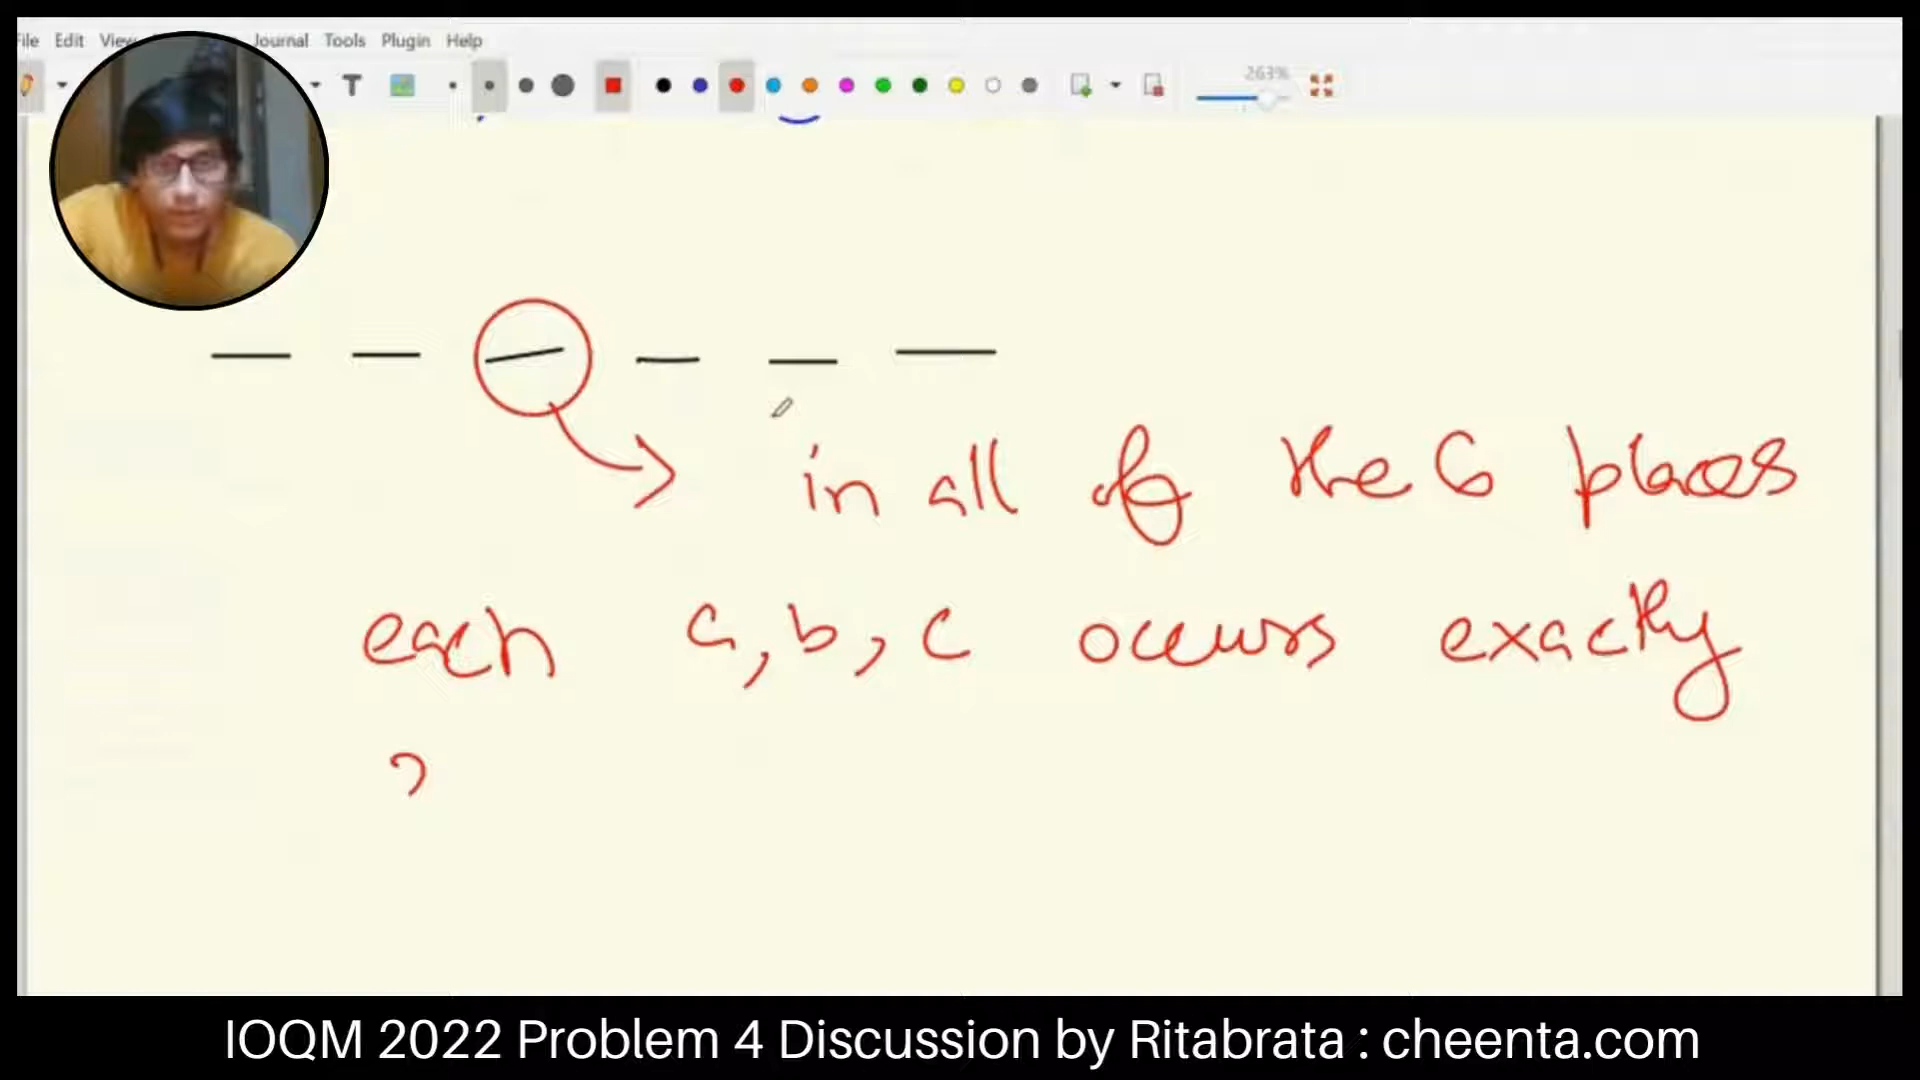 File Edit View Journal Tools Plugin Help
T
263%
in all of the 6 places
each a, b, c occurs exactly
IOQM 2022 Problem 4 Discussion by Ritabrata : cheenta.com